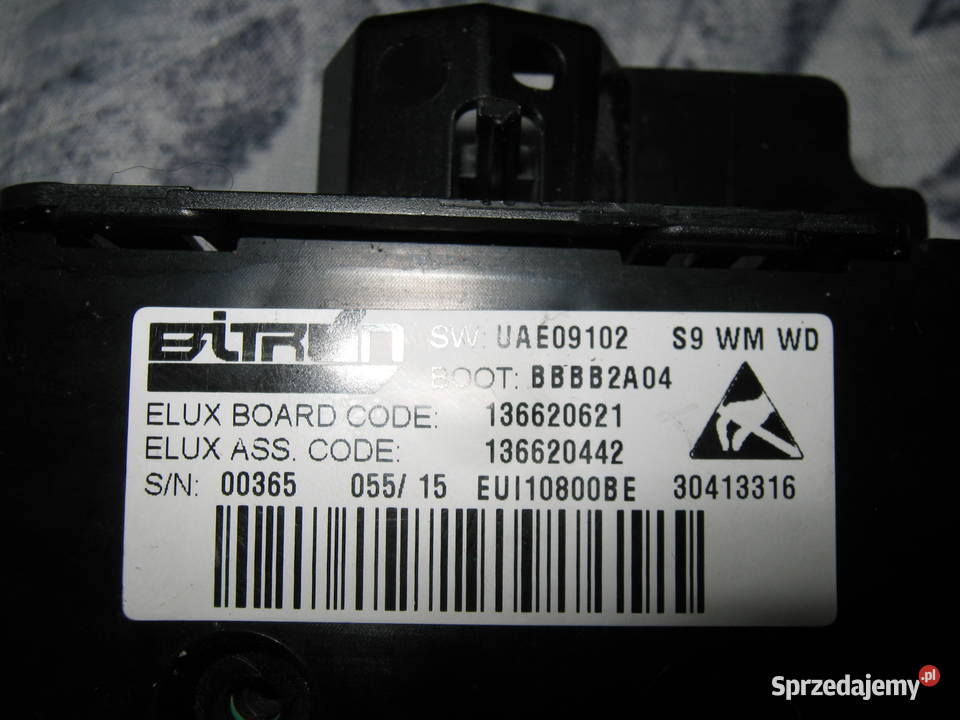 BITRON SW: UAE09102 S9 WM WD
BOOT: BBBB2A04
ELUX BOARD CODE: 136620621
ELUX ASS. CODE: 136620442
S/N: 00365 055/ 15 EUI10800BE 30413316
Sprzedajemy.pl